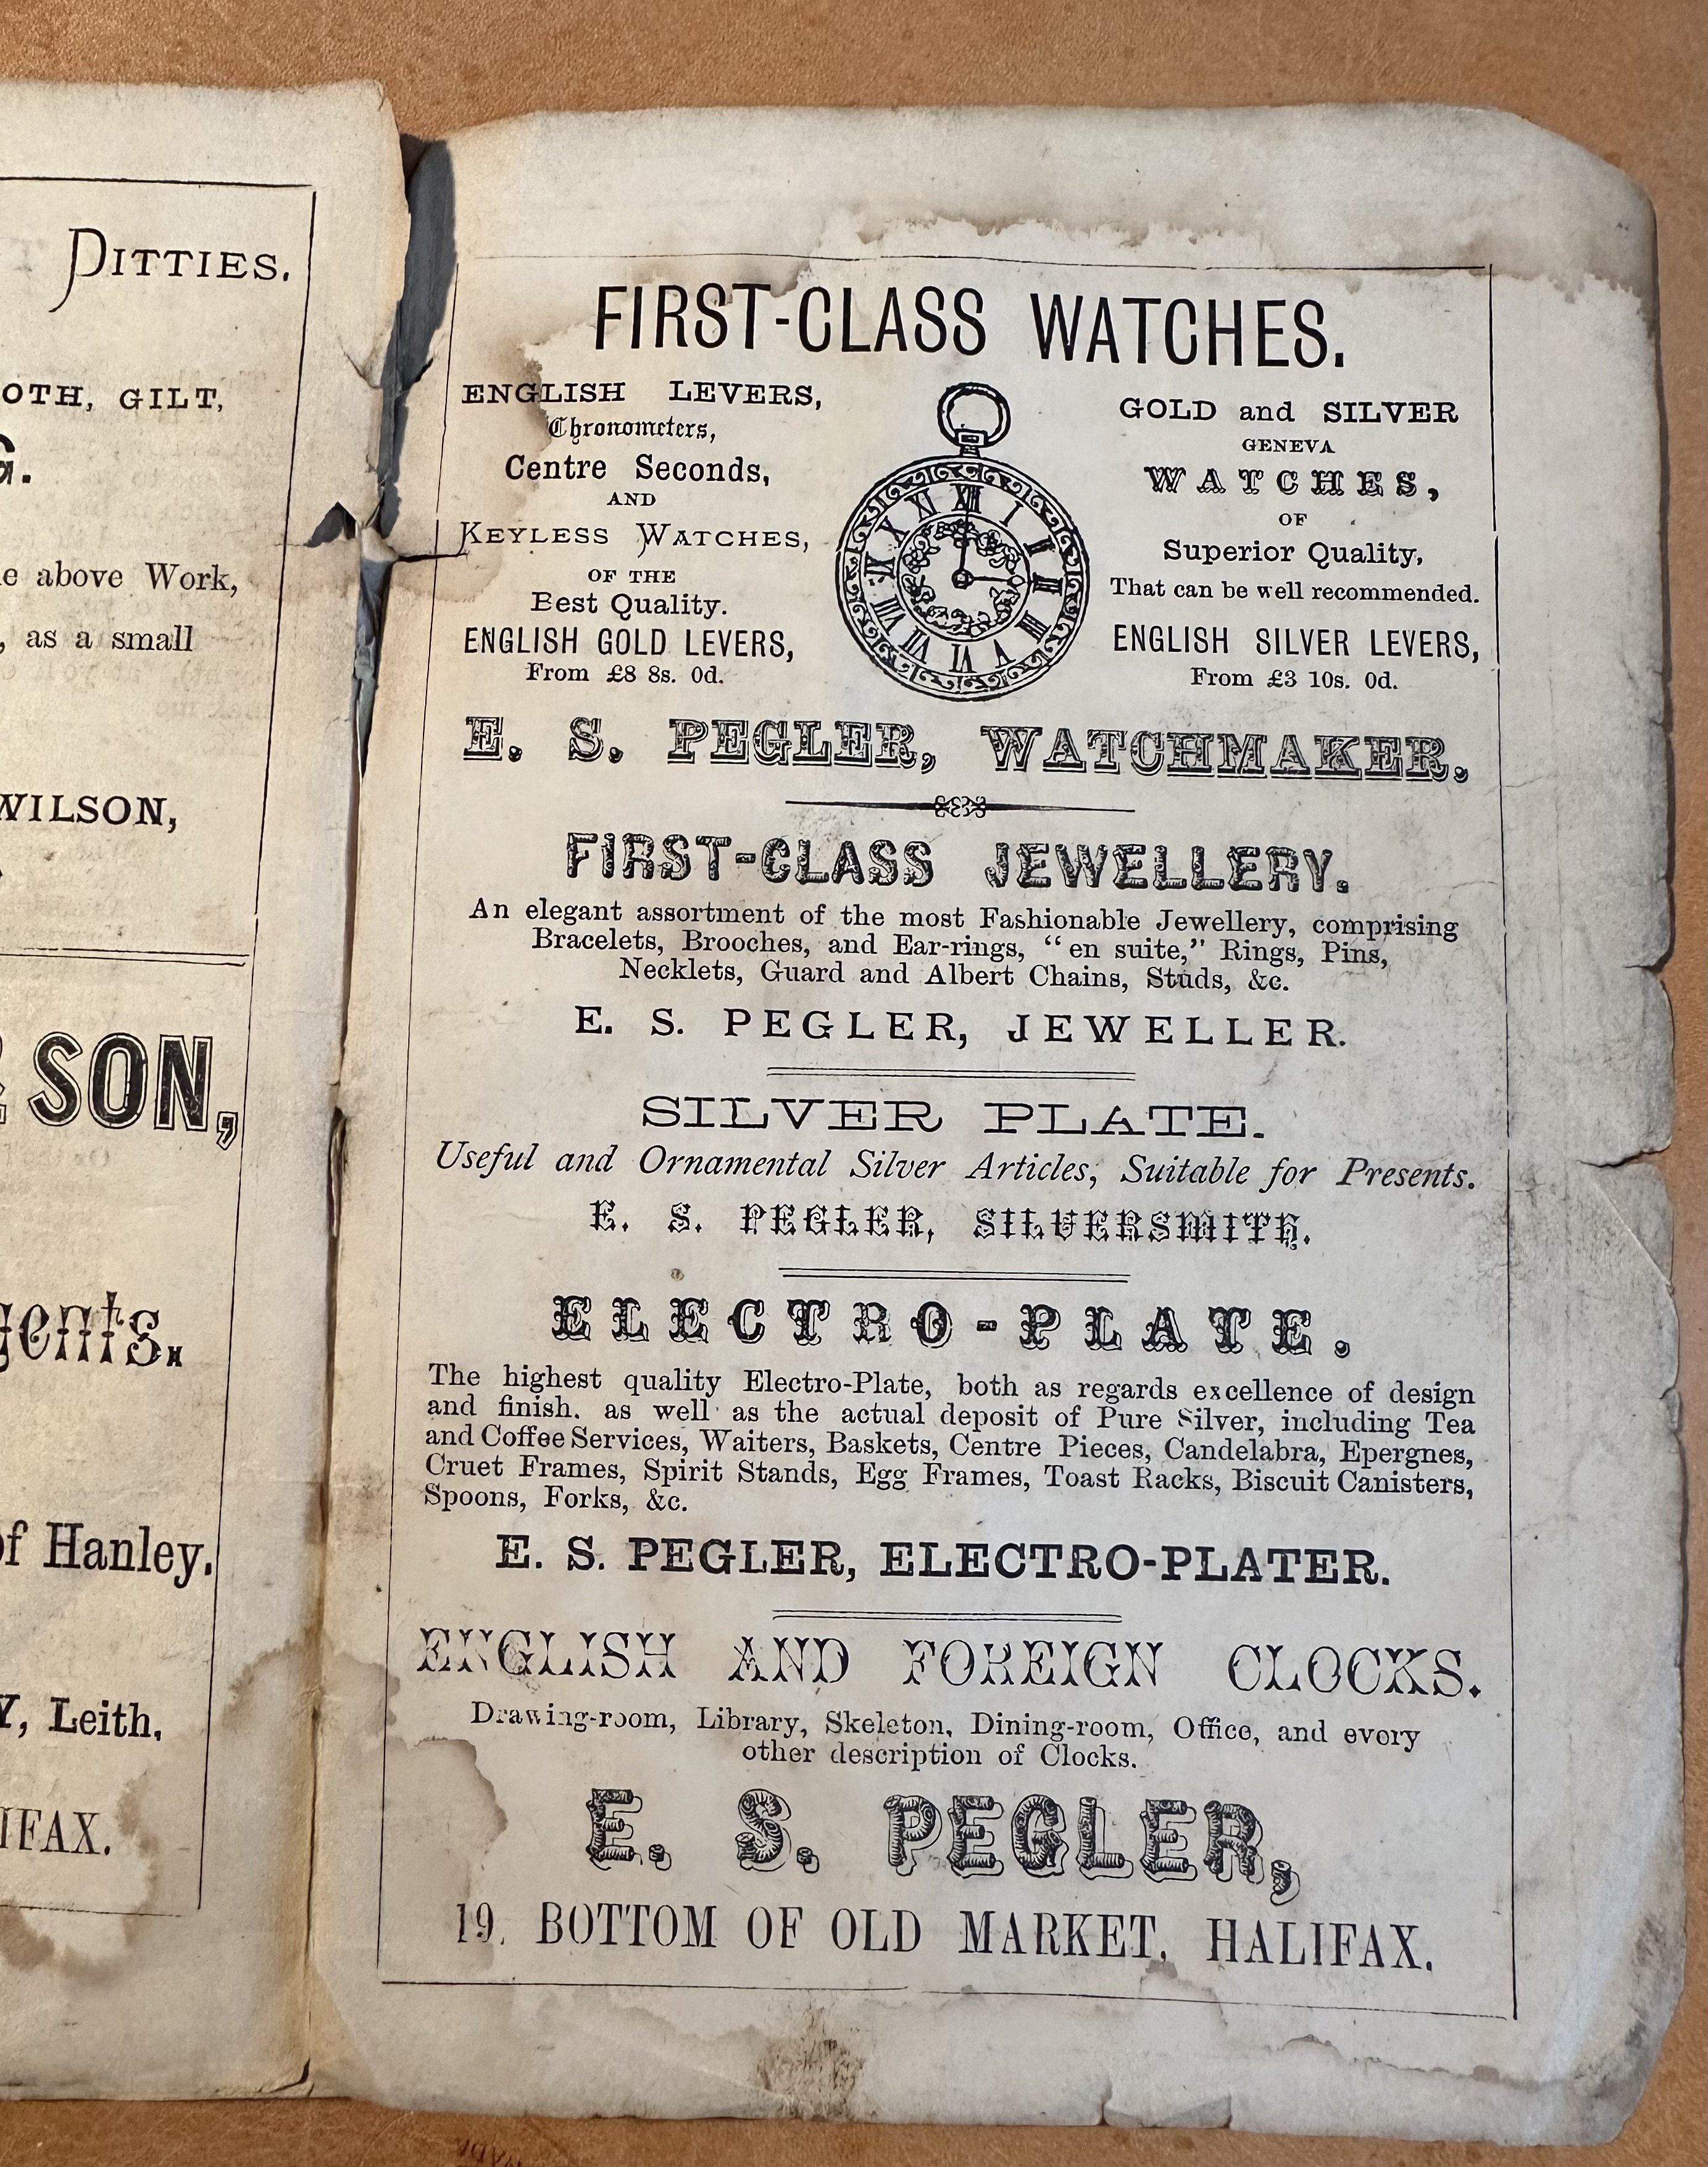 DITTIES.
OTH, GILT,
G.
e above Work,
, as a small
WILSON,
& SON,
gents.
of Hanley.
Y, Leith.
IFAX.
FIRST-CLASS WATCHES.
ENGLISH LEVERS,
Chronometers,
Centre Seconds,
AND
KEYLESS WATCHES,
OF THE
Best Quality.
ENGLISH GOLD LEVERS,
From £8 8s. 0d.
XII I II III IIII V VI VII VIII IX X XI
GOLD and SILVER
GENEVA
WATCHES,
OF
Superior Quality,
That can be well recommended.
ENGLISH SILVER LEVERS,
From £3 10s. 0d.
E. S. PEGLER, WATCHMAKER.
FIRST-CLASS JEWELLERY.
An elegant assortment of the most Fashionable Jewellery, comprising
Bracelets, Brooches, and Ear-rings, “en suite,” Rings, Pins,
Necklets, Guard and Albert Chains, Studs, &c.
E. S. PEGLER, JEWELLER.
SILVER PLATE.
Useful and Ornamental Silver Articles, Suitable for Presents.
E. S. PEGLER, SILVERSMITH.
ELECTRO-PLATE.
The highest quality Electro-Plate, both as regards excellence of design
and finish. as well as the actual deposit of Pure Silver, including Tea
and Coffee Services, Waiters, Baskets, Centre Pieces, Candelabra, Epergnes,
Cruet Frames, Spirit Stands, Egg Frames, Toast Racks, Biscuit Canisters,
Spoons, Forks, &c.
E. S. PEGLER, ELECTRO-PLATER.
ENGLISH AND FOREIGN CLOCKS.
Drawing-room, Library, Skeleton, Dining-room, Office, and every
other description of Clocks.
E. S. PEGLER,
19, BOTTOM OF OLD MARKET, HALIFAX.